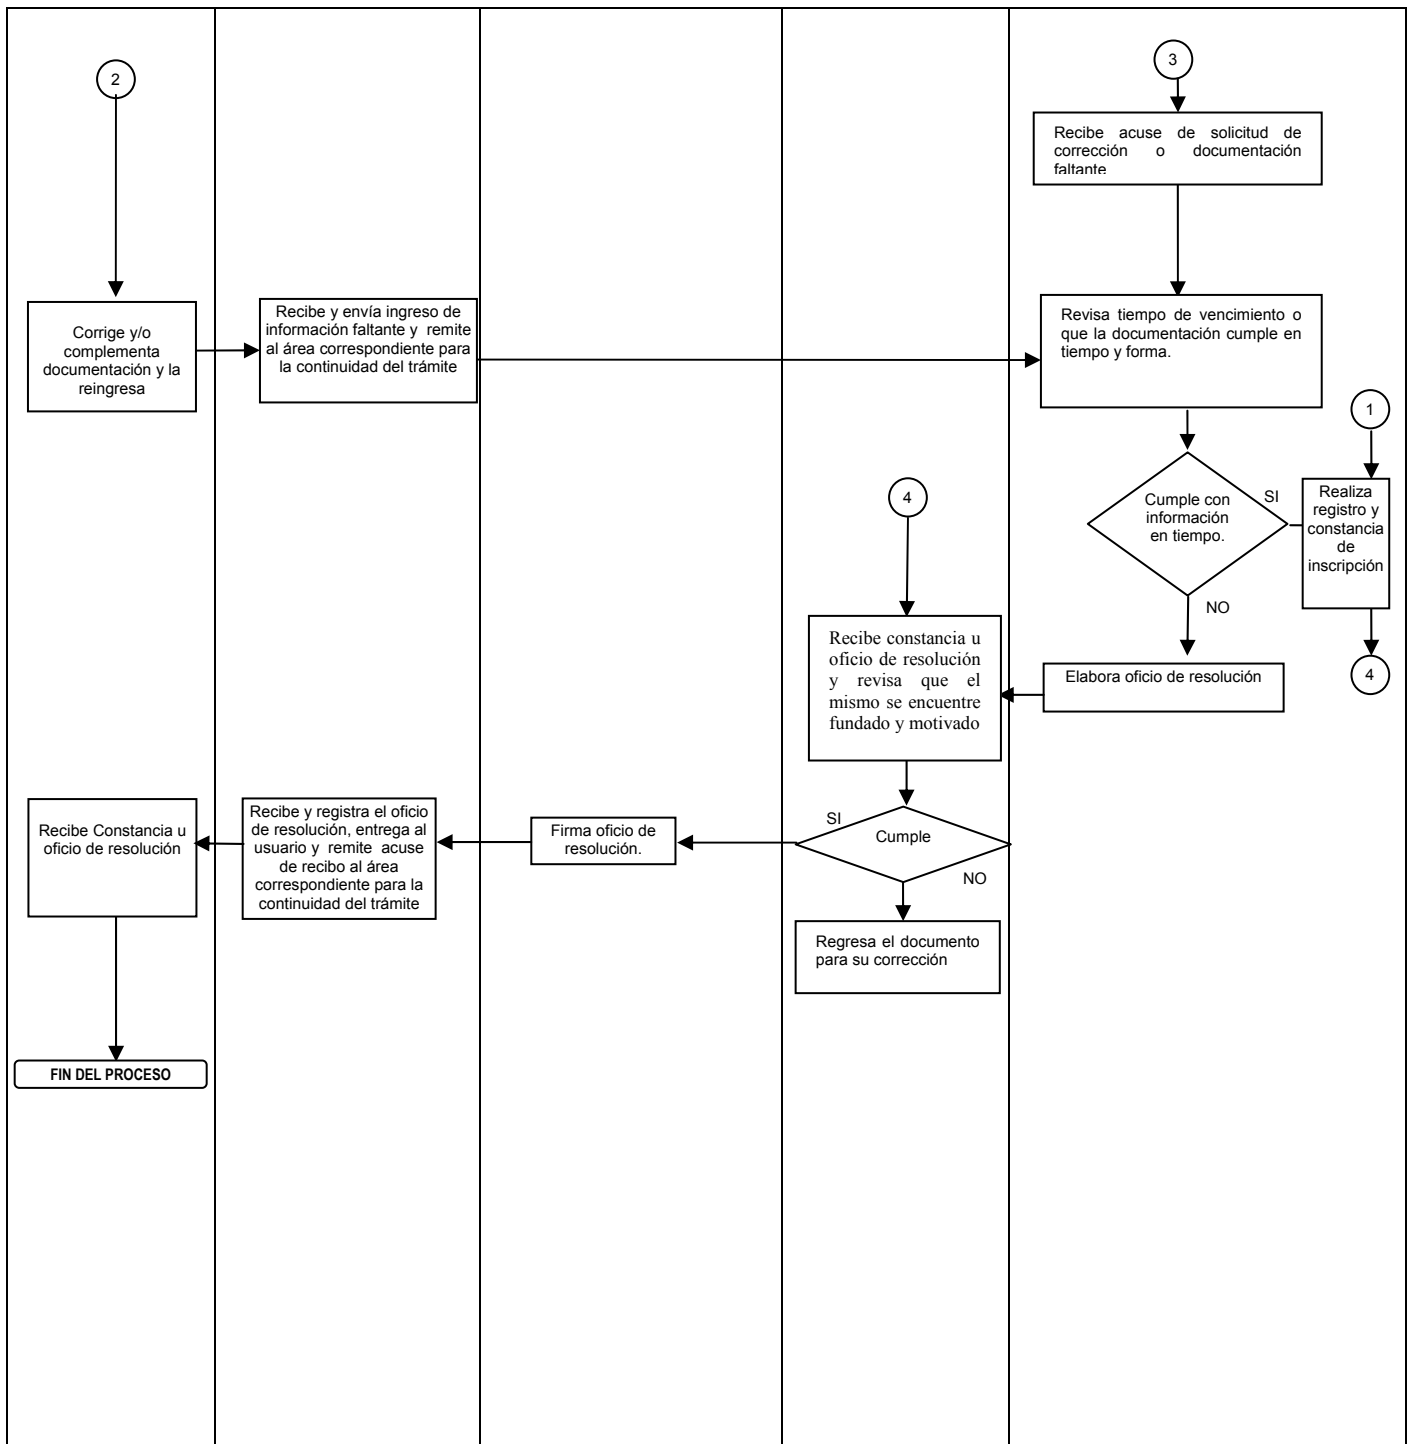 2
3
Recibe acuse de solicitud de
corrección o documentación
faltante
Corrige y/o
complementa
documentación y la
reingresa
Recibe y envía ingreso de
información faltante y remite
al área correspondiente para
la continuidad del trámite
Revisa tiempo de vencimiento o
que la documentación cumple en
tiempo y forma.
1
Cumple con
información
en tiempo.
SI
NO
Realiza
registro y
constancia
de
inscripción
4
4
Recibe constancia u
oficio de resolución
y revisa que el
mismo se encuentre
fundado y motivado
Elabora oficio de resolución
Recibe Constancia u
oficio de resolución
Recibe y registra el oficio
de resolución, entrega al
usuario y remite acuse
de recibo al área
correspondiente para la
continuidad del trámite
Firma oficio de
resolución.
SI
Cumple
NO
Regresa el documento
para su corrección
FIN DEL PROCESO